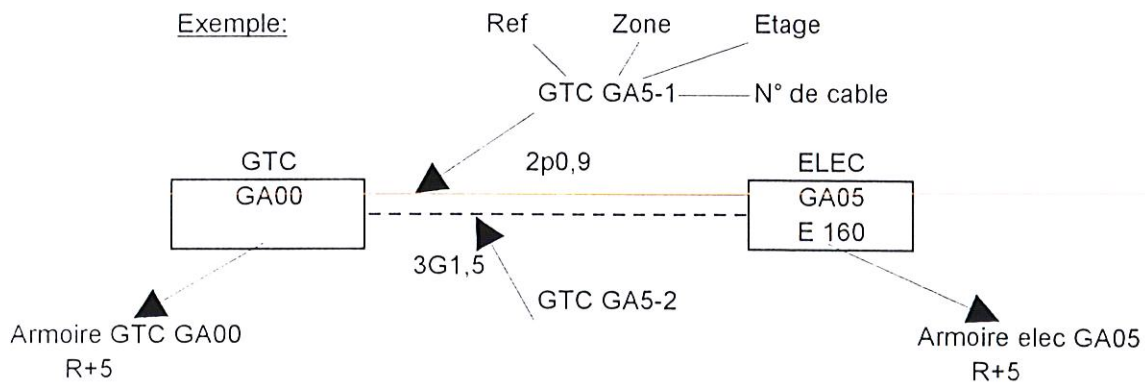 Exemple:
Ref
Zone
Etage
GTC GA5-1
N° de cable
GTC
2p0,9
ELEC
GA00
GA05
E 160
3G1,5
GTC GA5-2
Armoire GTC GA00
R+5
Armoire elec GA05
R+5